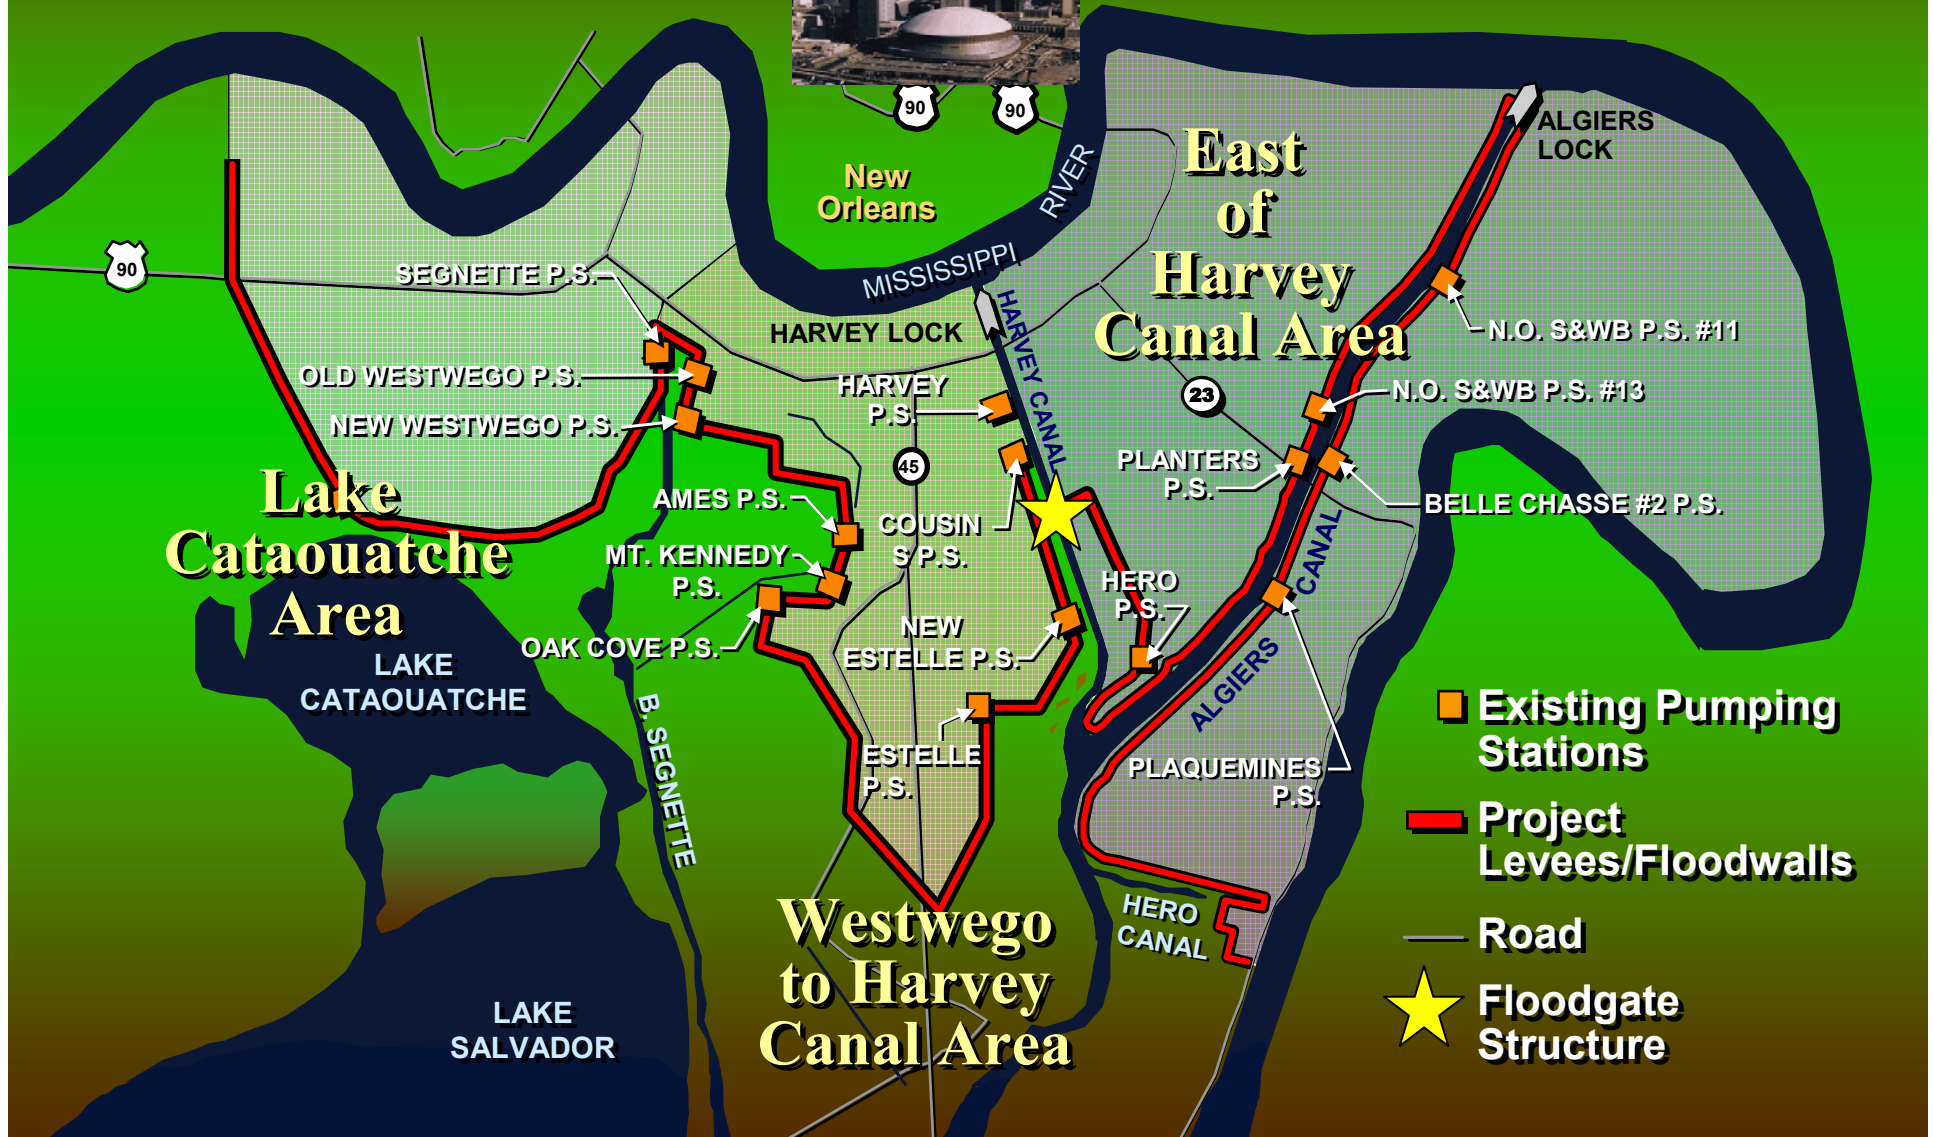 90
90
ALGIERS
LOCK
East
of
Harvey
Canal Area
New
Orleans
RIVER
MISSISSIPPI
90
SEGNETTE P.S.
HARVEY LOCK
HARVEY CANAL
N.O. S&WB P.S. #11
OLD WESTWEGO P.S.
HARVEY
P.S.
23
N.O. S&WB P.S. #13
NEW WESTWEGO P.S.
45
PLANTERS
P.S.
Lake
Cataouatche
Area
AMES P.S.
COUSIN
S P.S.
BELLE CHASSE #2 P.S.
MT. KENNEDY
P.S.
HERO
P.S.
ALGIERS CANAL
OAK COVE P.S.
NEW
ESTELLE P.S.
LAKE
CATAOUATCHE
B. SEGNETTE
ESTELLE
P.S.
PLAQUEMINES
P.S.
Existing Pumping
Stations
Project
Levees/Floodwalls
Road
Floodgate
Structure
HERO
CANAL
Westwego
to Harvey
Canal Area
LAKE
SALVADOR